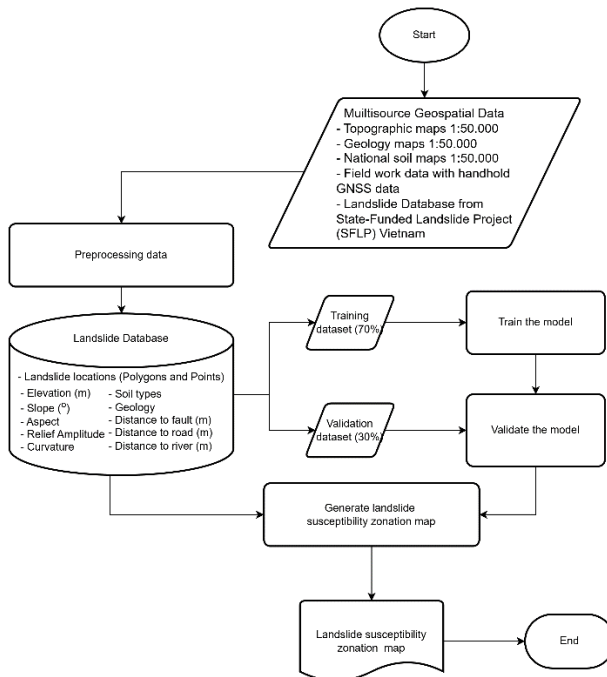 Start
Muiltisource Geospatial Data
- Topographic maps 1:50.000
- Geology maps 1:50.000
- National soil maps 1:50.000
- Field work data with handhold
GNSS data
- Landslide Database from
State-Funded Landslide Project
(SFLP) Vietnam
Preprocessing data
Landslide Database
- Landslide locations (Polygons and Points)
- Elevation (m)
- Slope (º)
- Aspect
- Relief Amplitude
- Curvature
- Soil types
- Geology
- Distance to fault (m)
- Distance to road (m)
- Distance to river (m)
Training
dataset (70%)
Train the model
Validation
dataset (30%)
Validate the model
Generate landslide
susceptibility zonation map
Landslide susceptibility
zonation map
End